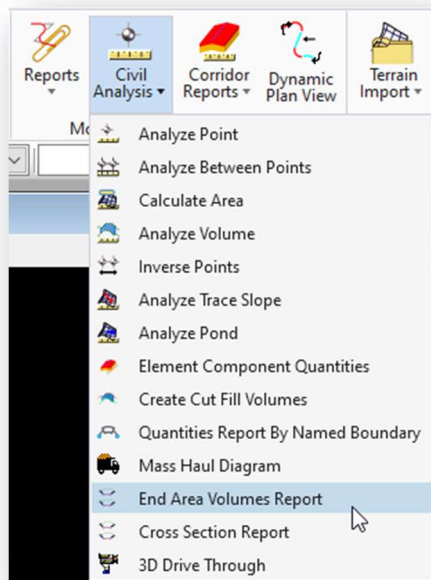 Reports
Civil
Analysis
Corridor
Reports
Dynamic
Plan View
Terrain
Import
Analyze Point
Analyze Between Points
Calculate Area
Analyze Volume
Inverse Points
Analyze Trace Slope
Analyze Pond
Element Component Quantities
Create Cut Fill Volumes
Quantities Report By Named Boundary
Mass Haul Diagram
End Area Volumes Report
Cross Section Report
3D Drive Through